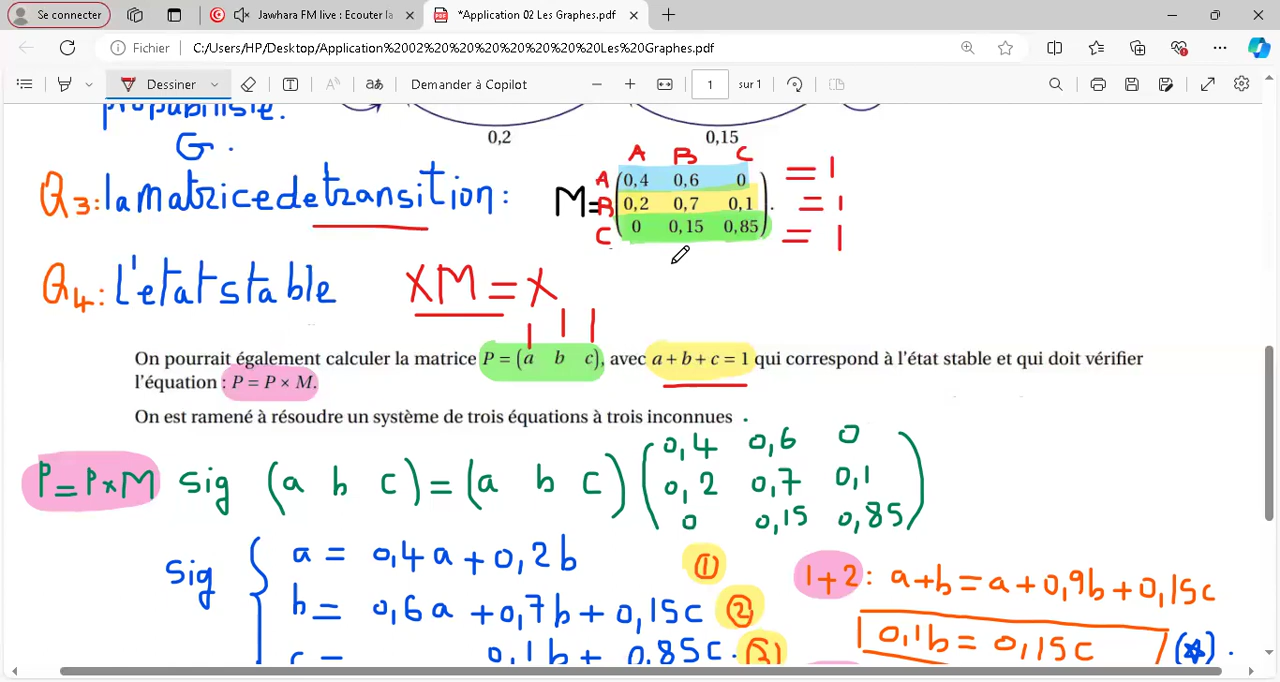 Se connecter
Jawhara FM live : Ecouter la
*Application 02 Les Graphes.pdf
Fichier C:/Users/HP/Desktop/Application%2002%20%20%20%20%20%20%20Les%20Graphes.pdf
Dessiner
aあ
Demander à Copilot
1 sur 1
probabiliste.
0,2 0,15
G.
A B C
Q3: la matrice de transition: M=
A 0,4 0,6 0 = 1
B 0,2 0,7 0,1 . = 1
C 0 0,15 0,85 = 1
Q4: L'etat stable XM = X
On pourrait également calculer la matrice P = (a b c), avec a + b + c = 1 qui correspond à l'état stable et qui doit vérifier
l'équation : P = P × M.
On est ramené à résoudre un système de trois équations à trois inconnues .
P=P×M sig (a b c) = (a b c)
0,4 0,6 0
0,2 0,7 0,1
0 0,15 0,85
sig
a = 0,4a + 0,2b ①
b = 0,6a + 0,7b + 0,15c ②
c = 0,1b + 0,85c. ③
1+2: a+b = a+0,9b+0,15c
0,1b = 0,15c (*).